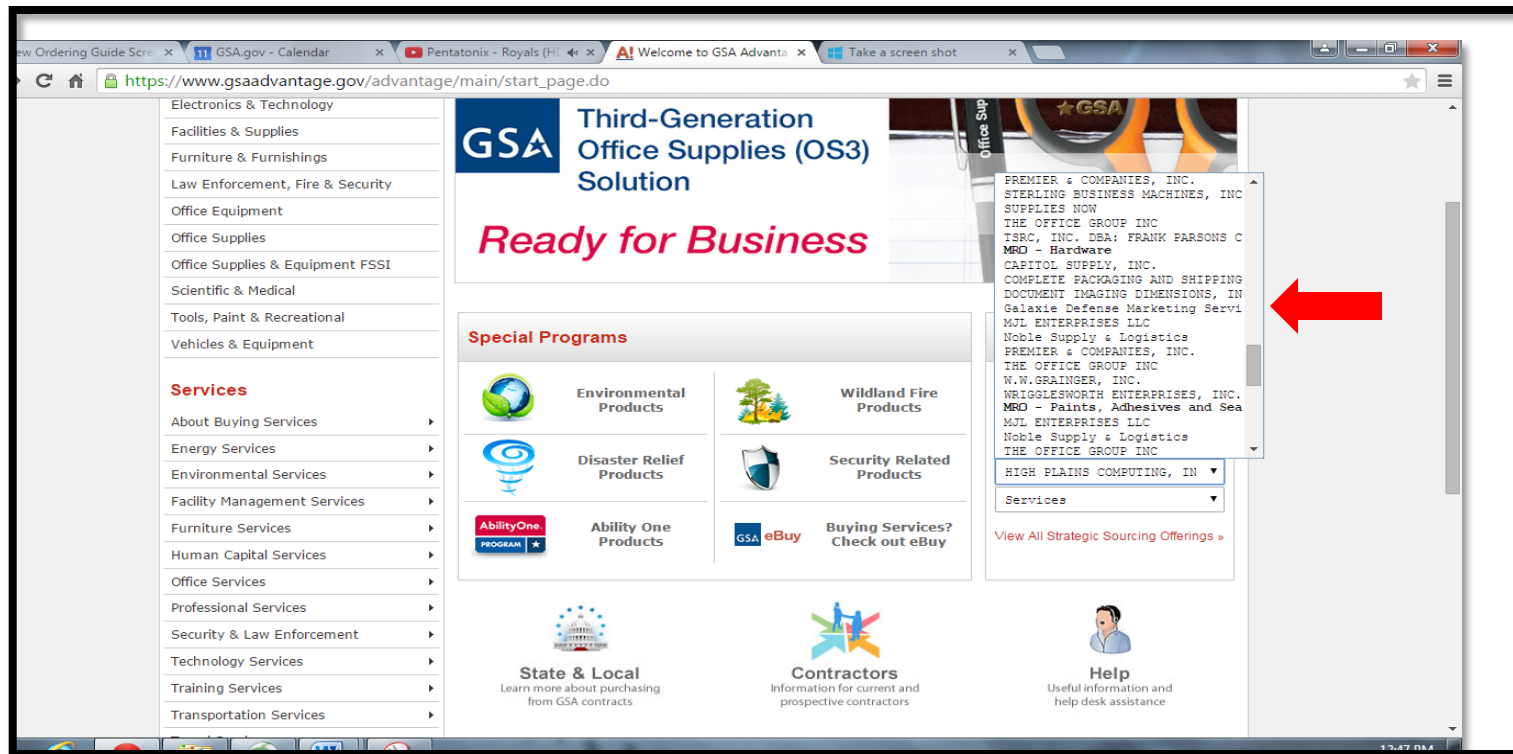 ew Ordering Guide Scre
11 GSA.gov - Calendar
Pentatonix - Royals (HD
A! Welcome to GSA Advanta
Take a screen shot
https://www.gsaadvantage.gov/advantage/main/start_page.do
Electronics & Technology
Facilities & Supplies
Furniture & Furnishings
Law Enforcement, Fire & Security
Office Equipment
Office Supplies
Office Supplies & Equipment FSSI
Scientific & Medical
Tools, Paint & Recreational
Vehicles & Equipment
Services
About Buying Services
Energy Services
Environmental Services
Facility Management Services
Furniture Services
Human Capital Services
Office Services
Professional Services
Security & Law Enforcement
Technology Services
Training Services
Transportation Services
GSA
Third-Generation
Office Supplies (OS3)
Solution
Ready for Business
Office Sup
GSA
Special Programs
Environmental
Products
Wildland Fire
Products
Disaster Relief
Products
Security Related
Products
AbilityOne.
PROGRAM
Ability One
Products
GSA eBuy
Buying Services?
Check out eBuy
PREMIER & COMPANIES, INC.
STERLING BUSINESS MACHINES, INC
SUPPLIES NOW
THE OFFICE GROUP INC
TSRC, INC. DBA: FRANK PARSONS C
MRO - Hardware
CAPITOL SUPPLY, INC.
COMPLETE PACKAGING AND SHIPPING
DOCUMENT IMAGING DIMENSIONS, IN
Galaxie Defense Marketing Servi
MJL ENTERPRISES LLC
Noble Supply & Logistics
PREMIER & COMPANIES, INC.
THE OFFICE GROUP INC
W.W.GRAINGER, INC.
WRIGGLESWORTH ENTERPRISES, INC.
MRO - Paints, Adhesives and Sea
MJL ENTERPRISES LLC
Noble Supply & Logistics
THE OFFICE GROUP INC
HIGH PLAINS COMPUTING, IN
Services
View All Strategic Sourcing Offerings »
State & Local
Learn more about purchasing
from GSA contracts
Contractors
Information for current and
prospective contractors
Help
Useful information and
help desk assistance
12:47 PM